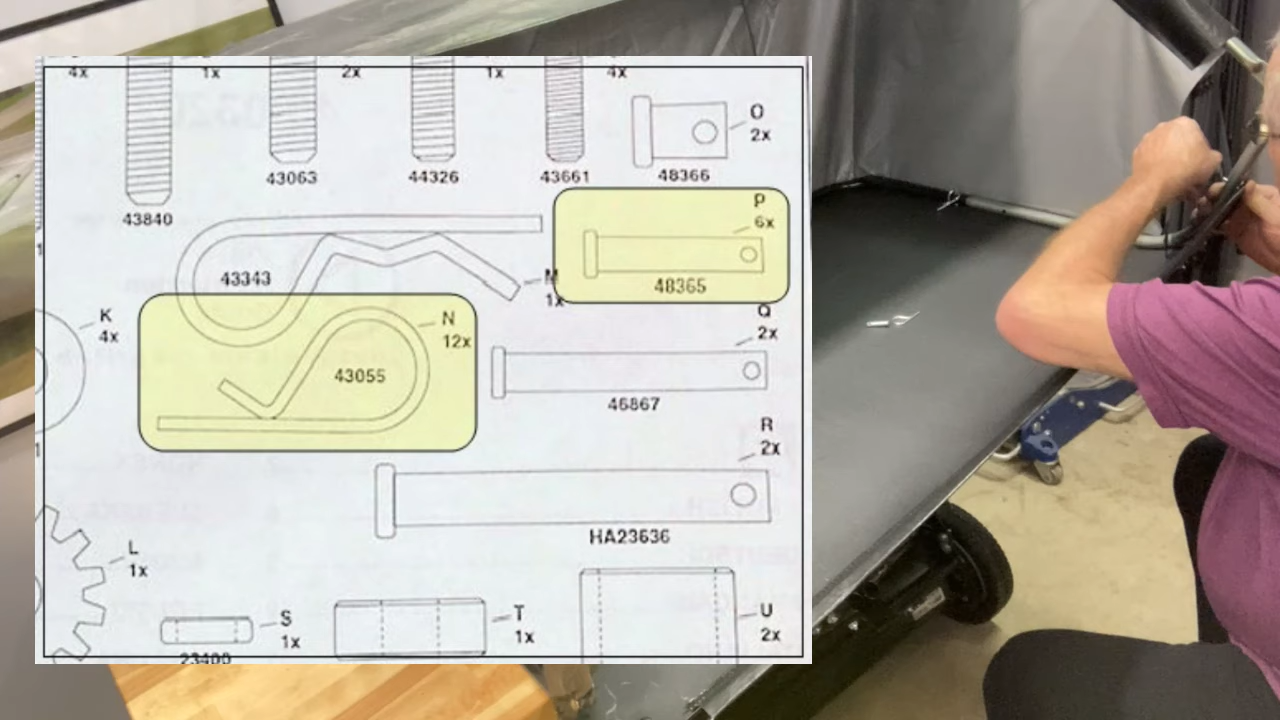 4x
1x
2x
1x
4x
O
2x
43063
44326
43661
48366
43840
P
6x
43343
M
1x
48365
K
4x
N
12x
Q
2x
43055
46867
R
2x
HA23636
L
1x
S
1x
T
1x
U
2x
23400